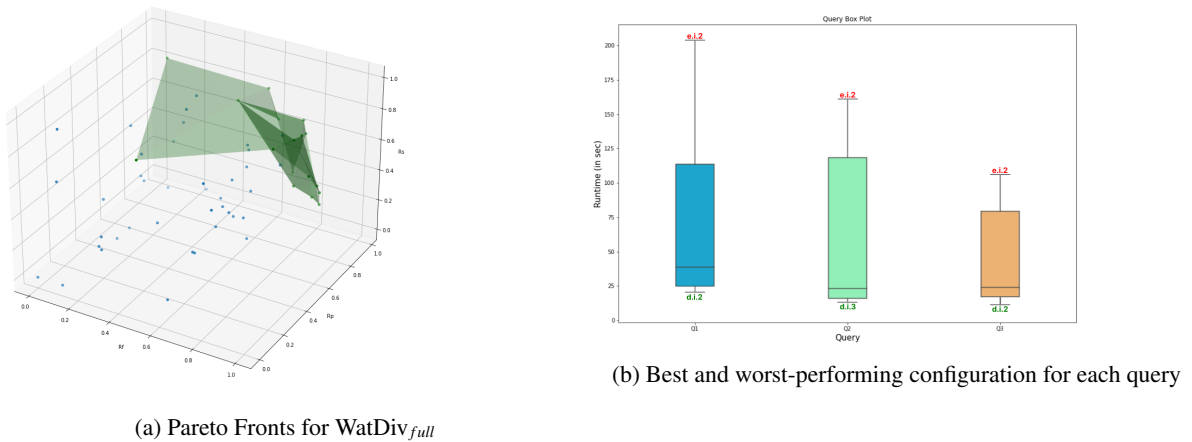 1.0
0.8
0.6
Rs
0.4
0.2
0.0
0.0
0.2
0.4
Rf
0.6
0.8
1.0
0.0
0.2
0.4
Rp
0.6
0.8
1.0
(a) Pareto Fronts for WatDiv_full
Query Box Plot
e.i.2
e.i.2
e.i.2
200
175
150
125
100
75
50
25
0
Runtime (in sec)
d.i.2
d.i.3
d.i.2
Q1 Q2 Q3
Query
(b) Best and worst-performing configuration for each query